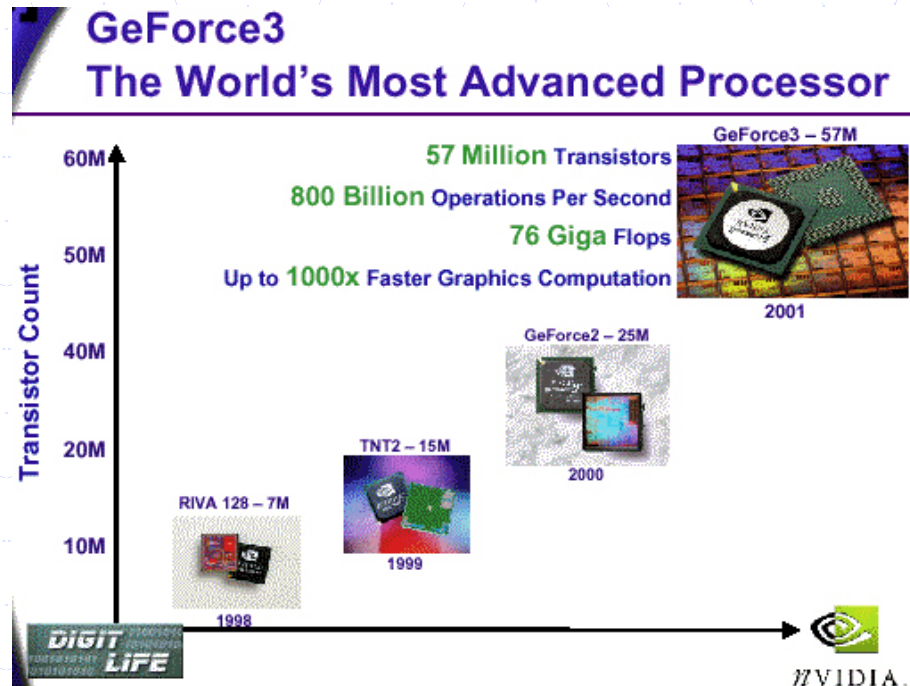 GeForce3
The World's Most Advanced Processor
GeForce3 – 57M
60M
57 Million Transistors
800 Billion Operations Per Second
76 Giga Flops
50M
Up to 1000x Faster Graphics Computation
2001
Transistor Count
GeForce2 – 25M
40M
20M
TNT2 – 15M
2000
RIVA 128 – 7M
10M
1999
1998
DIGIT
LIFE
nVIDIA.